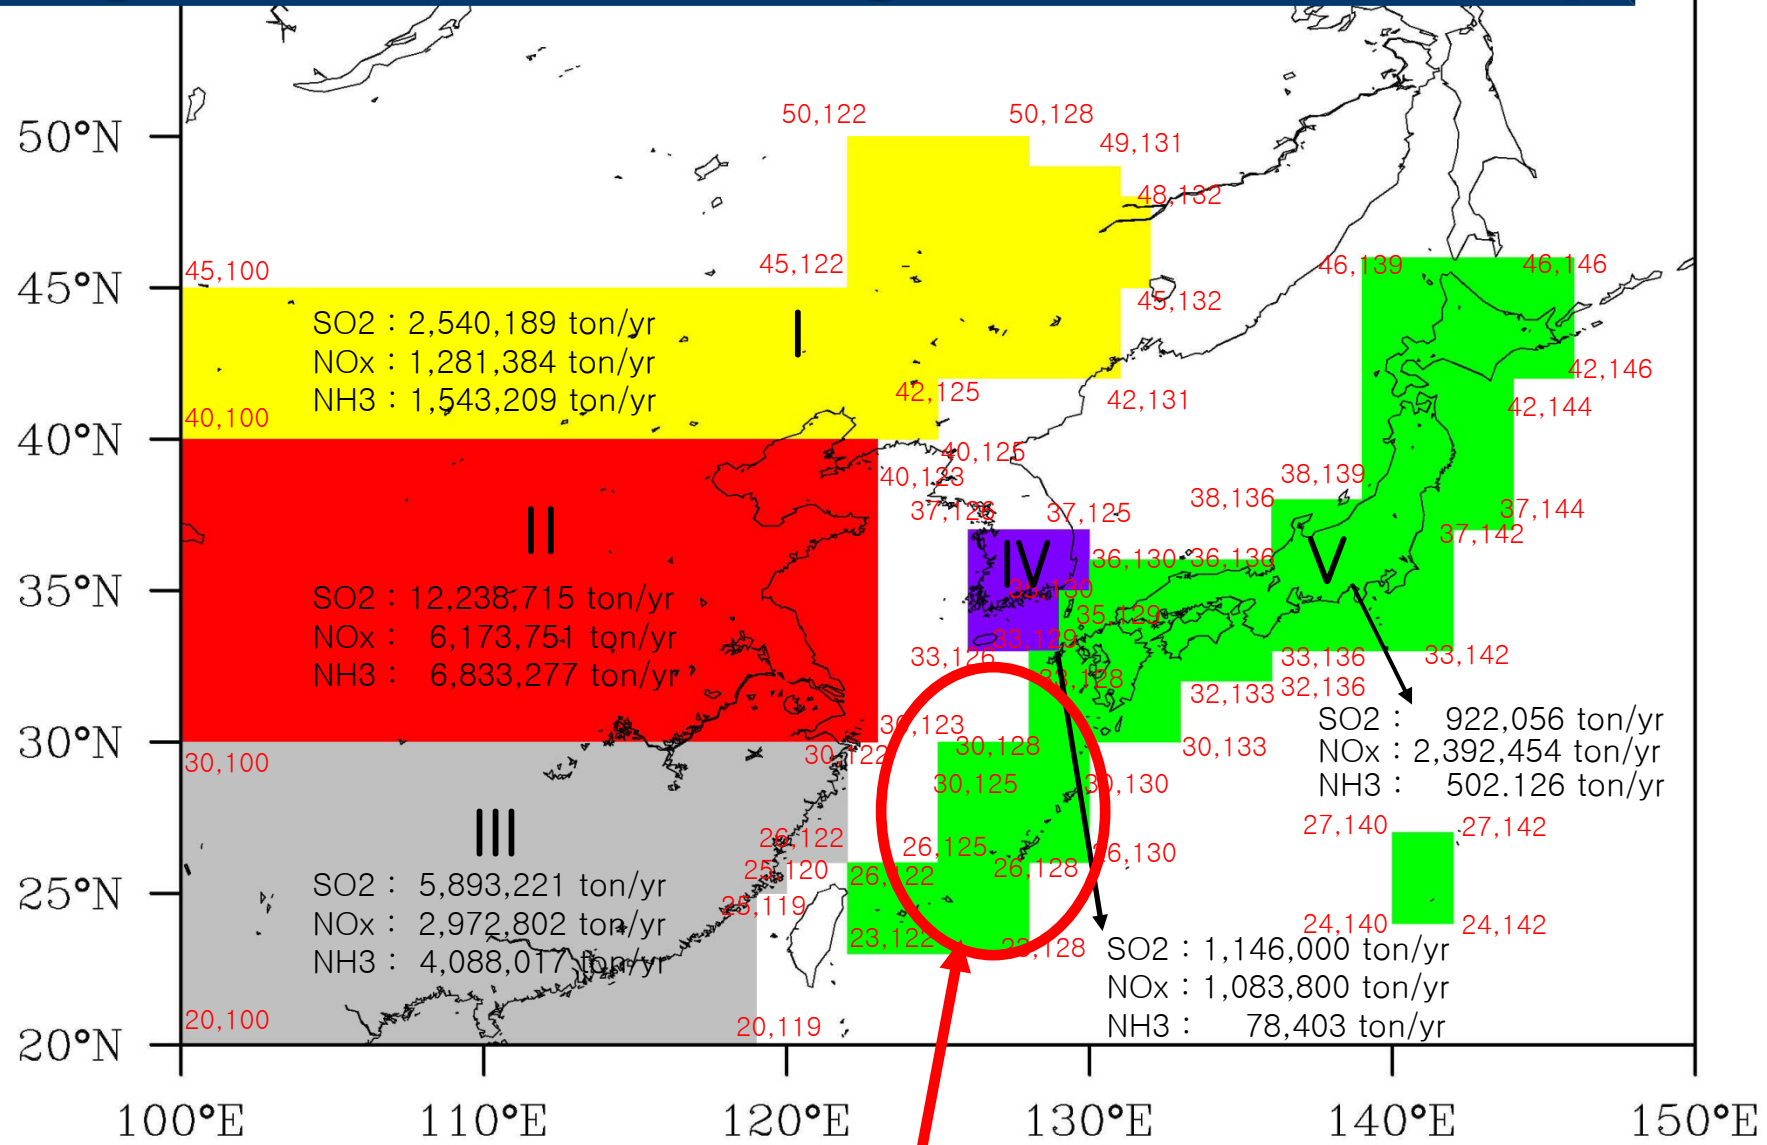 50,122
50,128
50°N
49,131
48,132
45,122
46,139
46,146
45,100
45°N
45,132
SO2 : 2,540,189 ton/yr
I
NOx : 1,281,384 ton/yr
42,146
NH3 : 1,543,209 ton/yr
42,125
42,131
42,144
40,100
40°N
40,125
40,123
38,139
38,136
37,126
37,125
37,144
37,142
II
IV
V
36,130
36,136
35°N
35,129
SO2 : 12,238,715 ton/yr
NOx : 6,173,751 ton/yr
NH3 : 6,833,277 ton/yr
33,129
33,126
33,136
33,142
32,133
32,136
30,123
30°N
30,122
30,128
30,133
30,100
SO2 : 922,056 ton/yr
NOx : 2,392,454 ton/yr
NH3 : 502.126 ton/yr
30,125
30,130
III
26,122
26,125
26,130
27,140
27,142
25,120
26,122
26,128
25°N
SO2 : 5,893,221 ton/yr
NOx : 2,972,802 ton/yr
NH3 : 4,088,017 ton/yr
25,119
24,140
24,142
23,122
SO2 : 1,146,000 ton/yr
NOx : 1,083,800 ton/yr
NH3 : 78,403 ton/yr
20,100
20,119
20°N
100°E
110°E
120°E
130°E
140°E
150°E